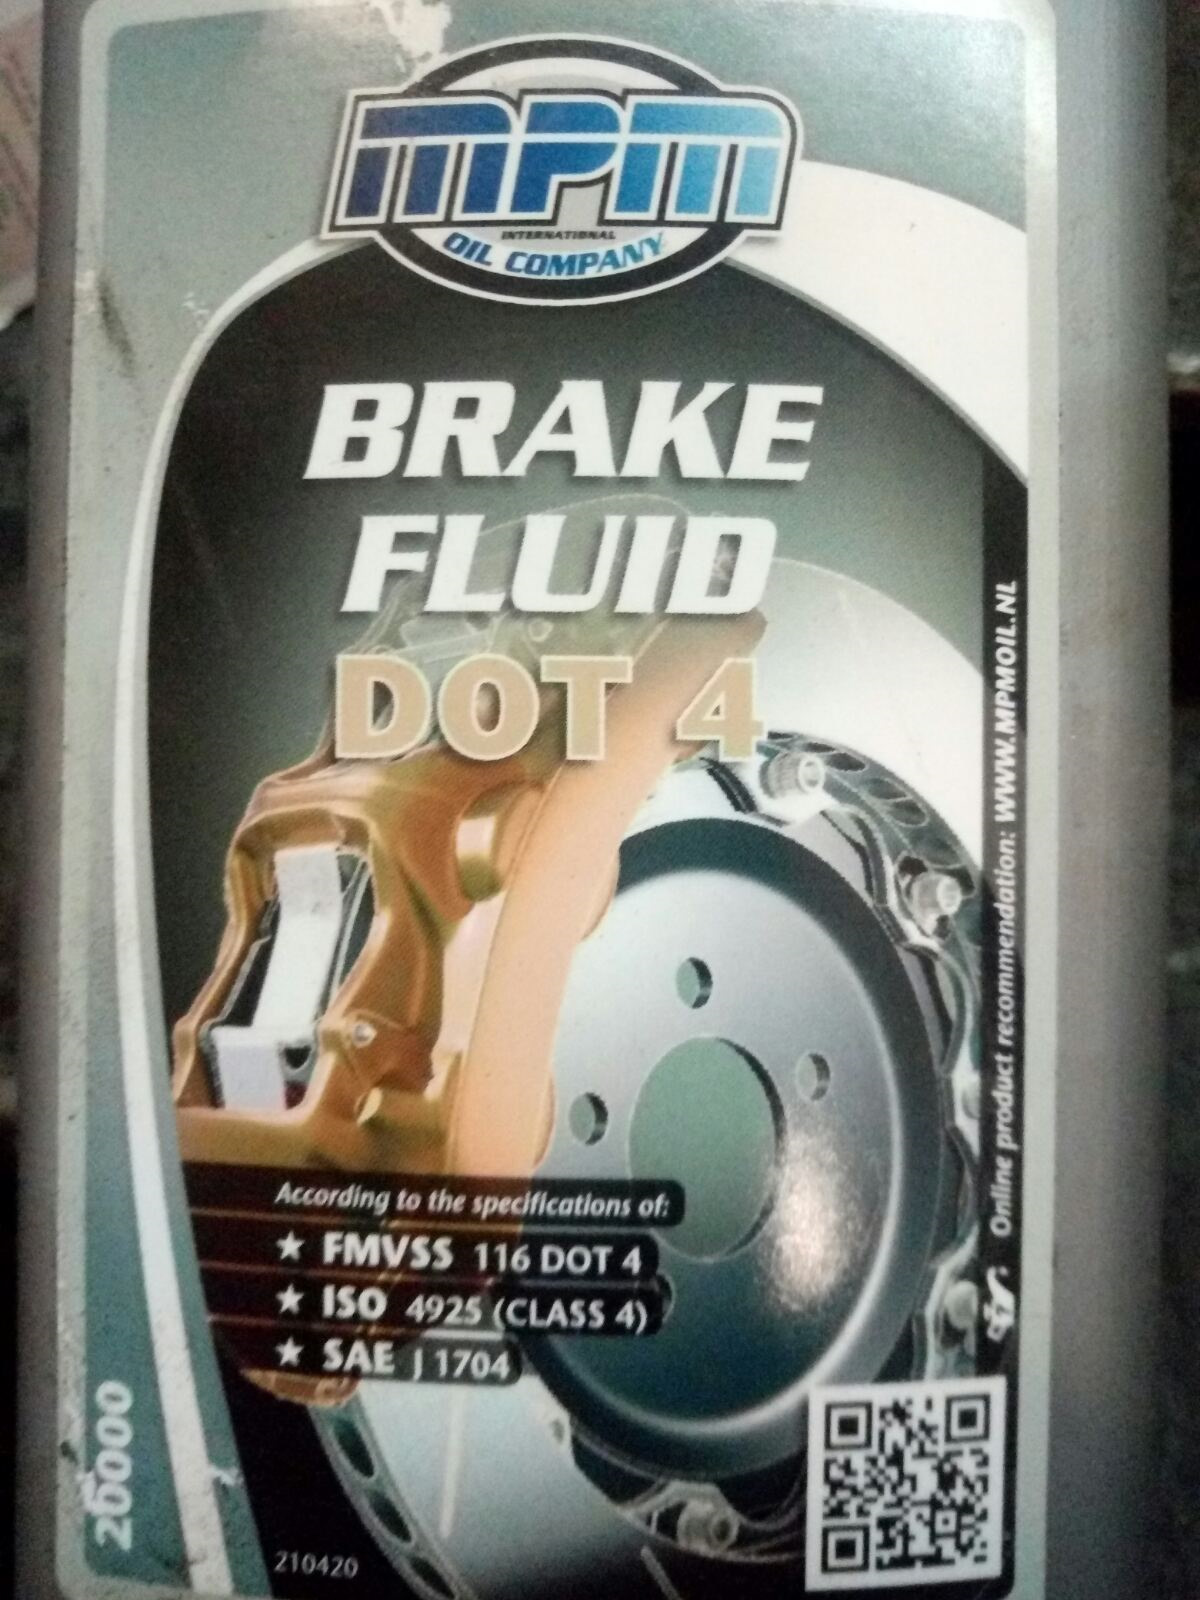 mPm
INTERNATIONAL
OIL COMPANY
BRAKE
FLUID
DOT 4
Online product recommendation: WWW.MPMOIL.NL
According to the specifications of:
★ FMVSS 116 DOT 4
★ ISO 4925 (CLASS 4)
★ SAE J 1704
20000
210420